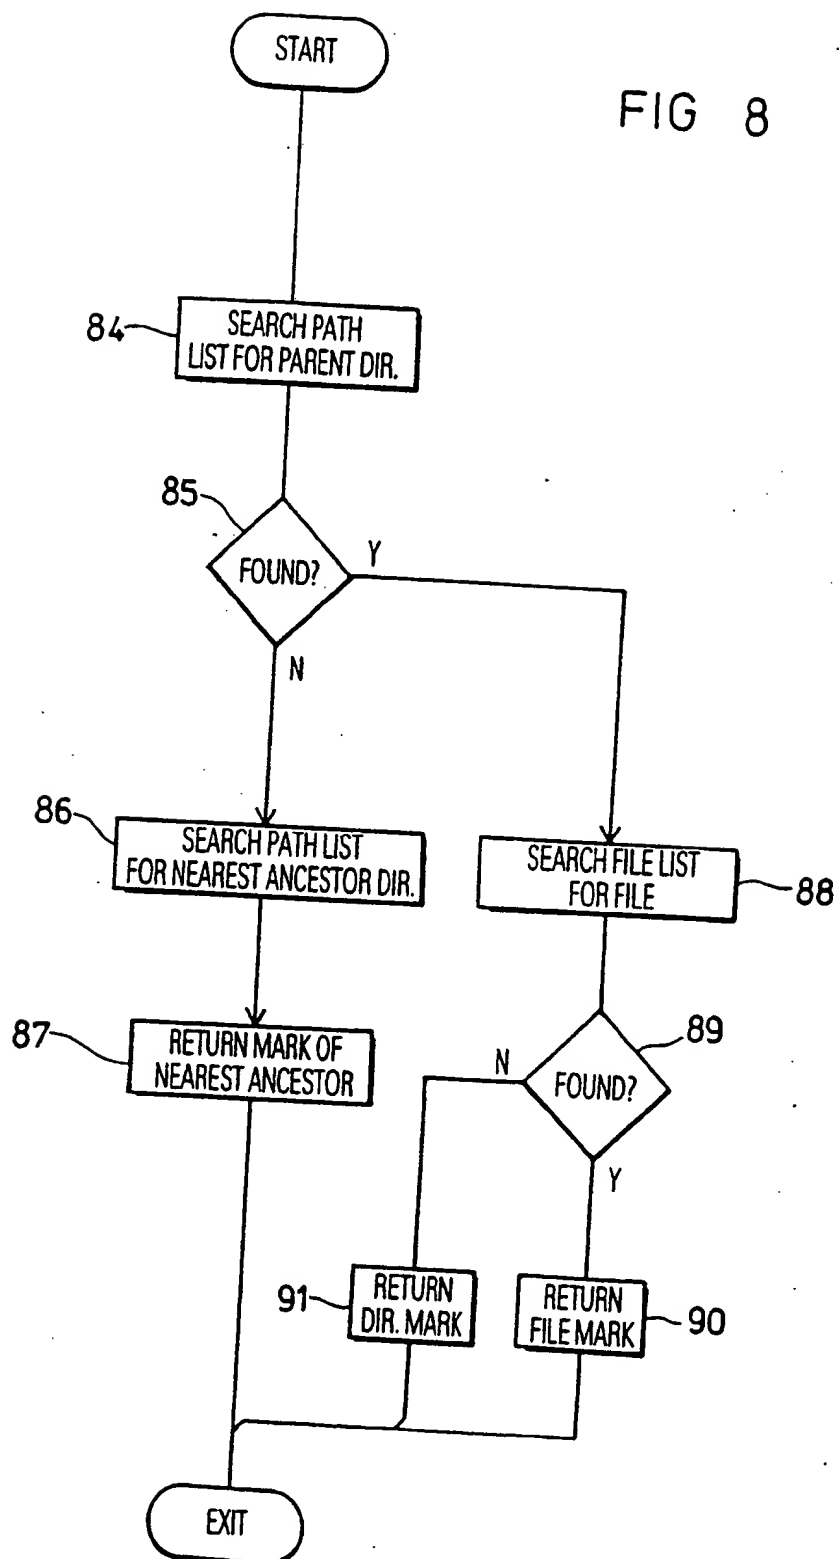 START
FIG 8
84
SEARCH PATH
LIST FOR PARENT DIR.
85
FOUND?
Y
N
86
SEARCH PATH LIST
FOR NEAREST ANCESTOR DIR.
SEARCH FILE LIST
FOR FILE
88
87
RETURN MARK OF
NEAREST ANCESTOR
89
N
FOUND?
Y
91
RETURN
DIR. MARK
RETURN
FILE MARK
90
EXIT